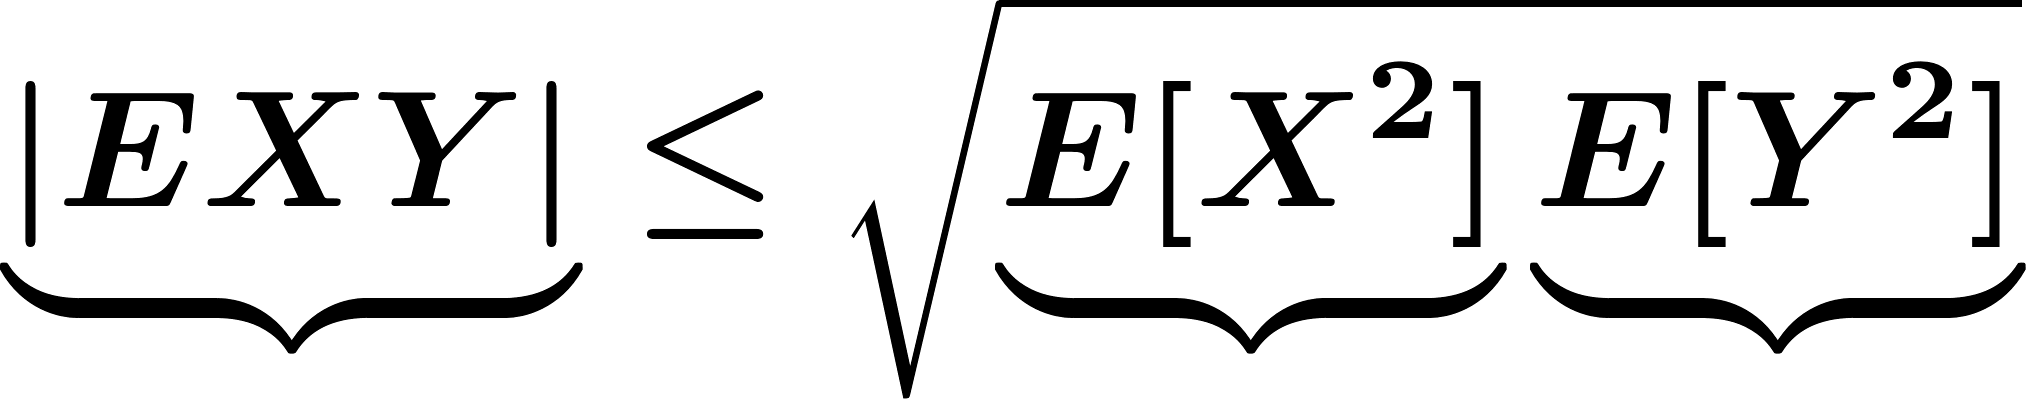 |EXY| ≤ √E[X²] E[Y²]